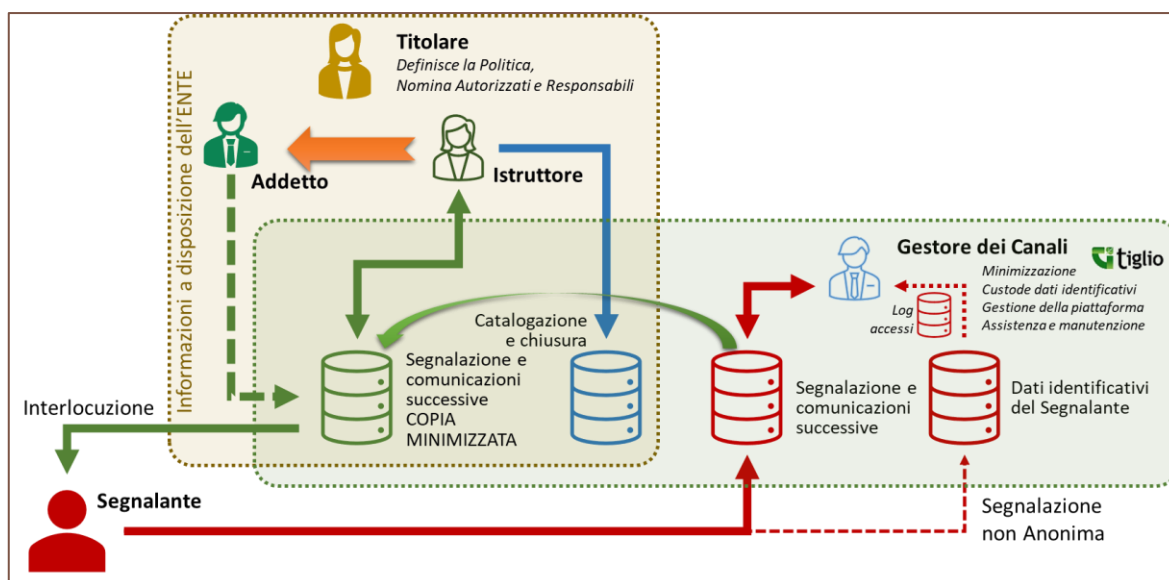 Titolare
Definisce la Politica,
Nomina Autorizzati e Responsabili
Informazioni a disposizione dell'ENTE
Addetto
Istruttore
Gestore dei Canali
tiglio
Minimizzazione
Custode dati identificativi
Gestione della piattaforma
Assistenza e manutenzione
Log
accessi
Catalogazione
e chiusura
Segnalazione e
comunicazioni
successive
COPIA
MINIMIZZATA
Segnalazione e
comunicazioni
successive
Dati identificativi
del Segnalante
Interlocuzione
Segnalante
Segnalazione
non Anonima